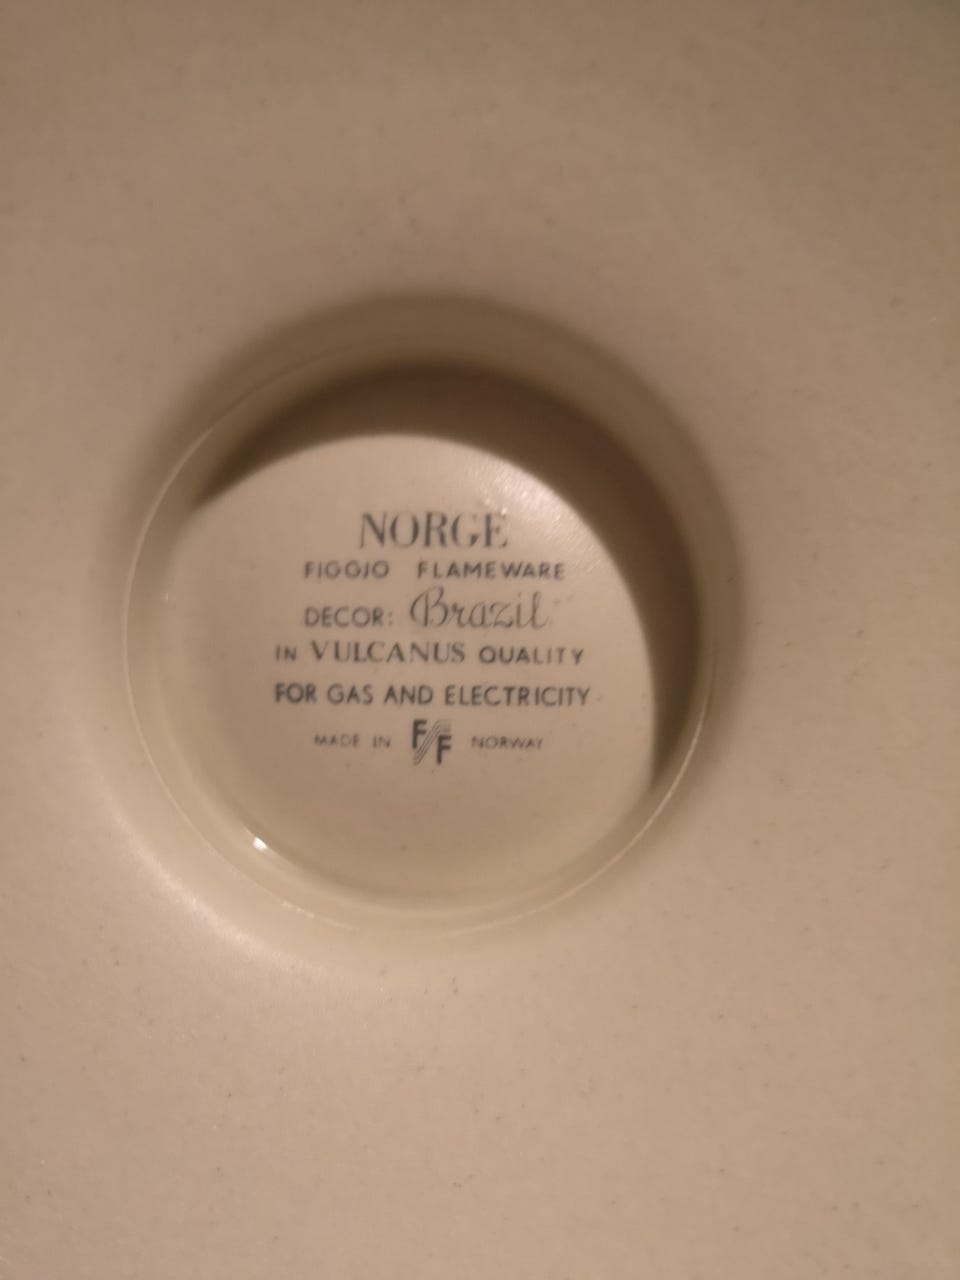 NORGE
FIGGJO FLAMEWARE
DECOR: Brazil
IN VULCANUS QUALITY
FOR GAS AND ELECTRICITY
MADE IN F/F NORWAY